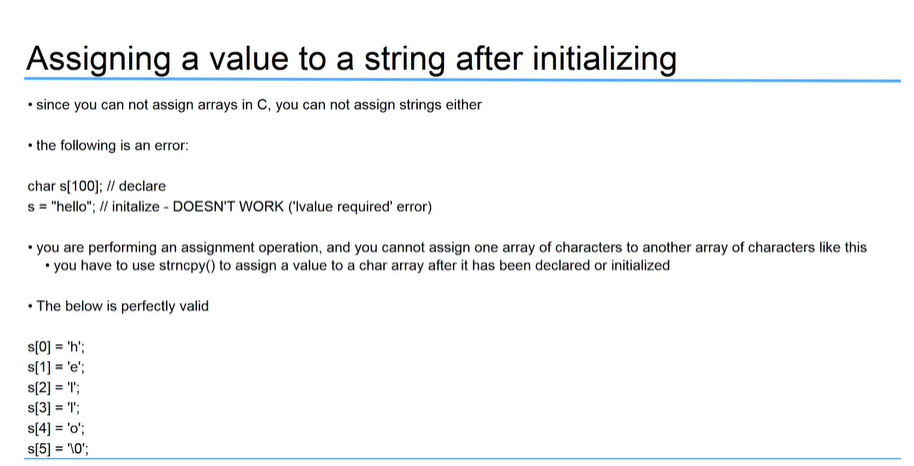 Assigning a value to a string after initializing
• since you can not assign arrays in C, you can not assign strings either
• the following is an error:
char s[100]; // declare
s = "hello"; // initalize - DOESN'T WORK ('lvalue required' error)
• you are performing an assignment operation, and you cannot assign one array of characters to another array of characters like this
• you have to use strncpy() to assign a value to a char array after it has been declared or initialized
• The below is perfectly valid
s[0] = 'h';
s[1] = 'e';
s[2] = 'l';
s[3] = 'l';
s[4] = 'o';
s[5] = '\0';